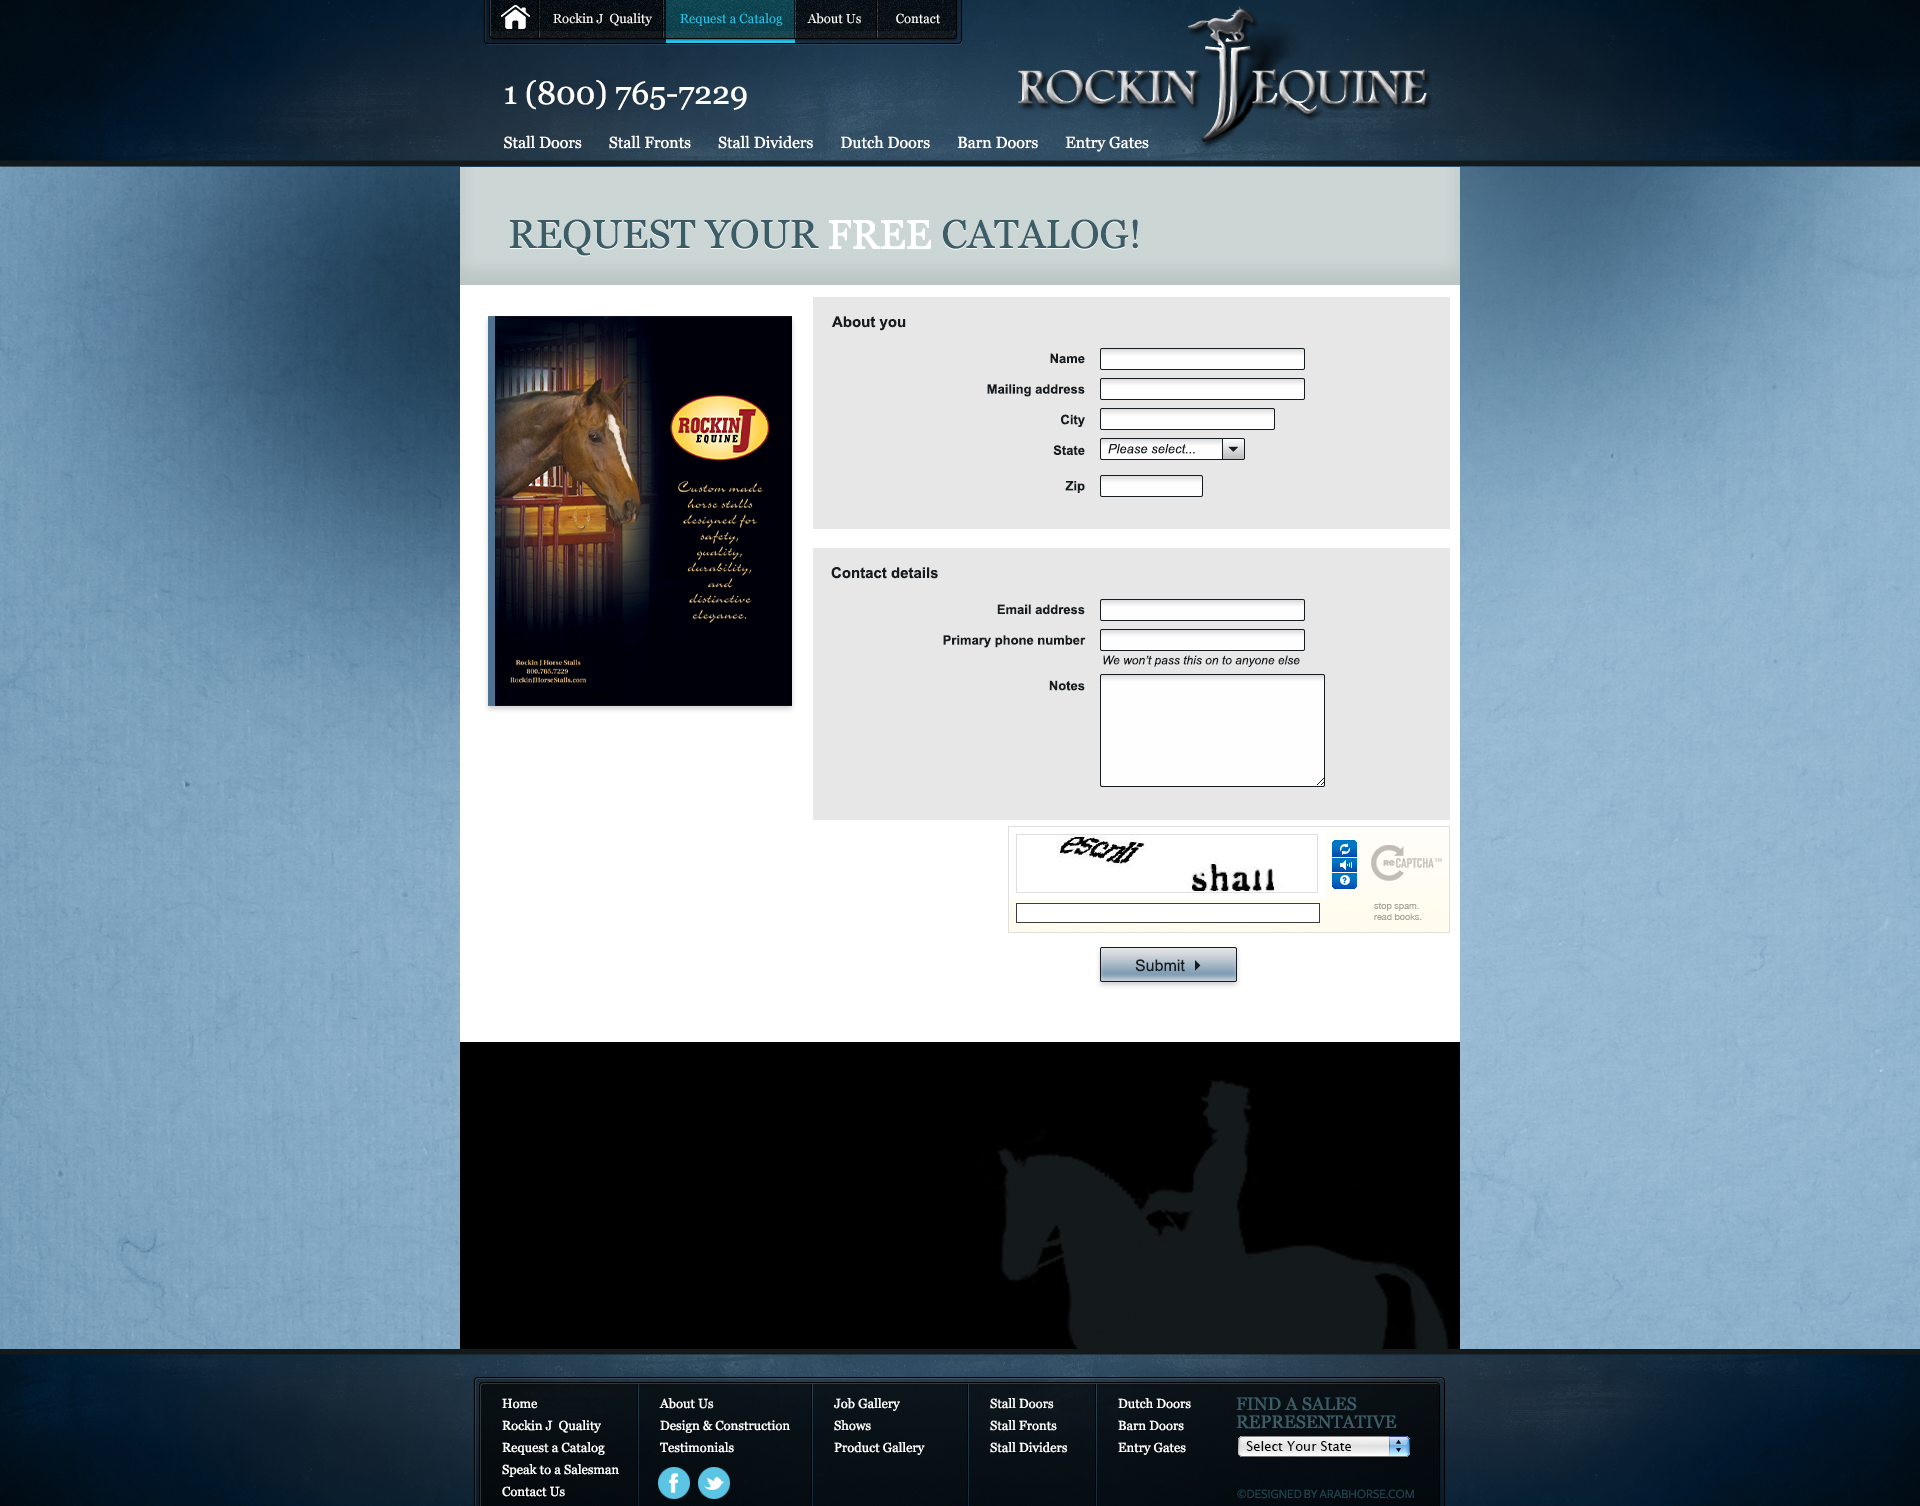 Rockin J Quality
Request a Catalog
About Us
Contact
1 (800) 765-7229
ROCKIN J EQUINE
Stall Doors
Stall Fronts
Stall Dividers
Dutch Doors
Barn Doors
Entry Gates
REQUEST YOUR FREE CATALOG!
ROCKIN J
EQUINE
Custom made
horse stalls
designed for
safety,
quality,
durability,
and
distinctive
elegance.
Rockin J Horse Stalls
800.765.7229
RockinJHorseStalls.com
About you
Name
Mailing address
City
State
Please select...
Zip
Contact details
Email address
Primary phone number
We won't pass this on to anyone else
Notes
escnli
shall
reCAPTCHA™
stop spam.
read books.
Submit
Home
Rockin J Quality
Request a Catalog
Speak to a Salesman
Contact Us
About Us
Design & Construction
Testimonials
Job Gallery
Shows
Product Gallery
Stall Doors
Stall Fronts
Stall Dividers
Dutch Doors
Barn Doors
Entry Gates
FIND A SALES
REPRESENTATIVE
Select Your State
©DESIGNED BY ARABHORSE.COM